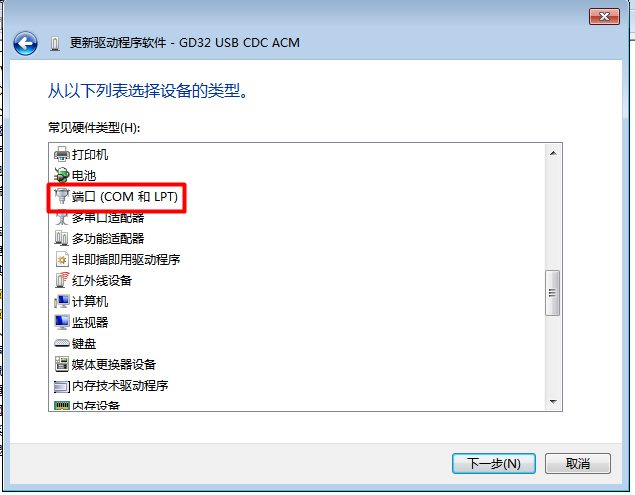 更新驱动程序软件 - GD32 USB CDC ACM
从以下列表选择设备的类型。
常见硬件类型(H):
打印机
电池
端口 (COM 和 LPT)
多串口适配器
多功能适配器
非即插即用驱动程序
红外线设备
计算机
监视器
键盘
媒体更换器设备
内存技术驱动程序
内存设备
下一步(N)
取消